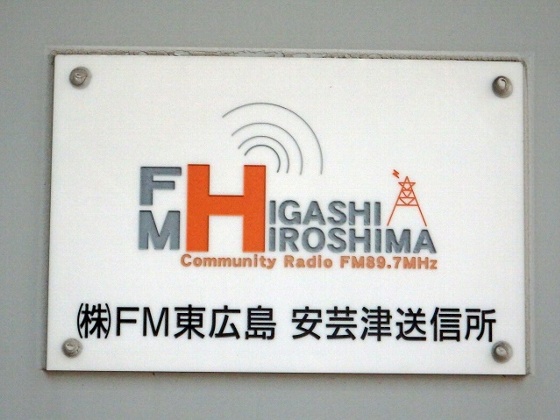 FM HIGASHI HIROSHIMA
Community Radio FM89.7MHz
㈱FM東広島 安芸津送信所